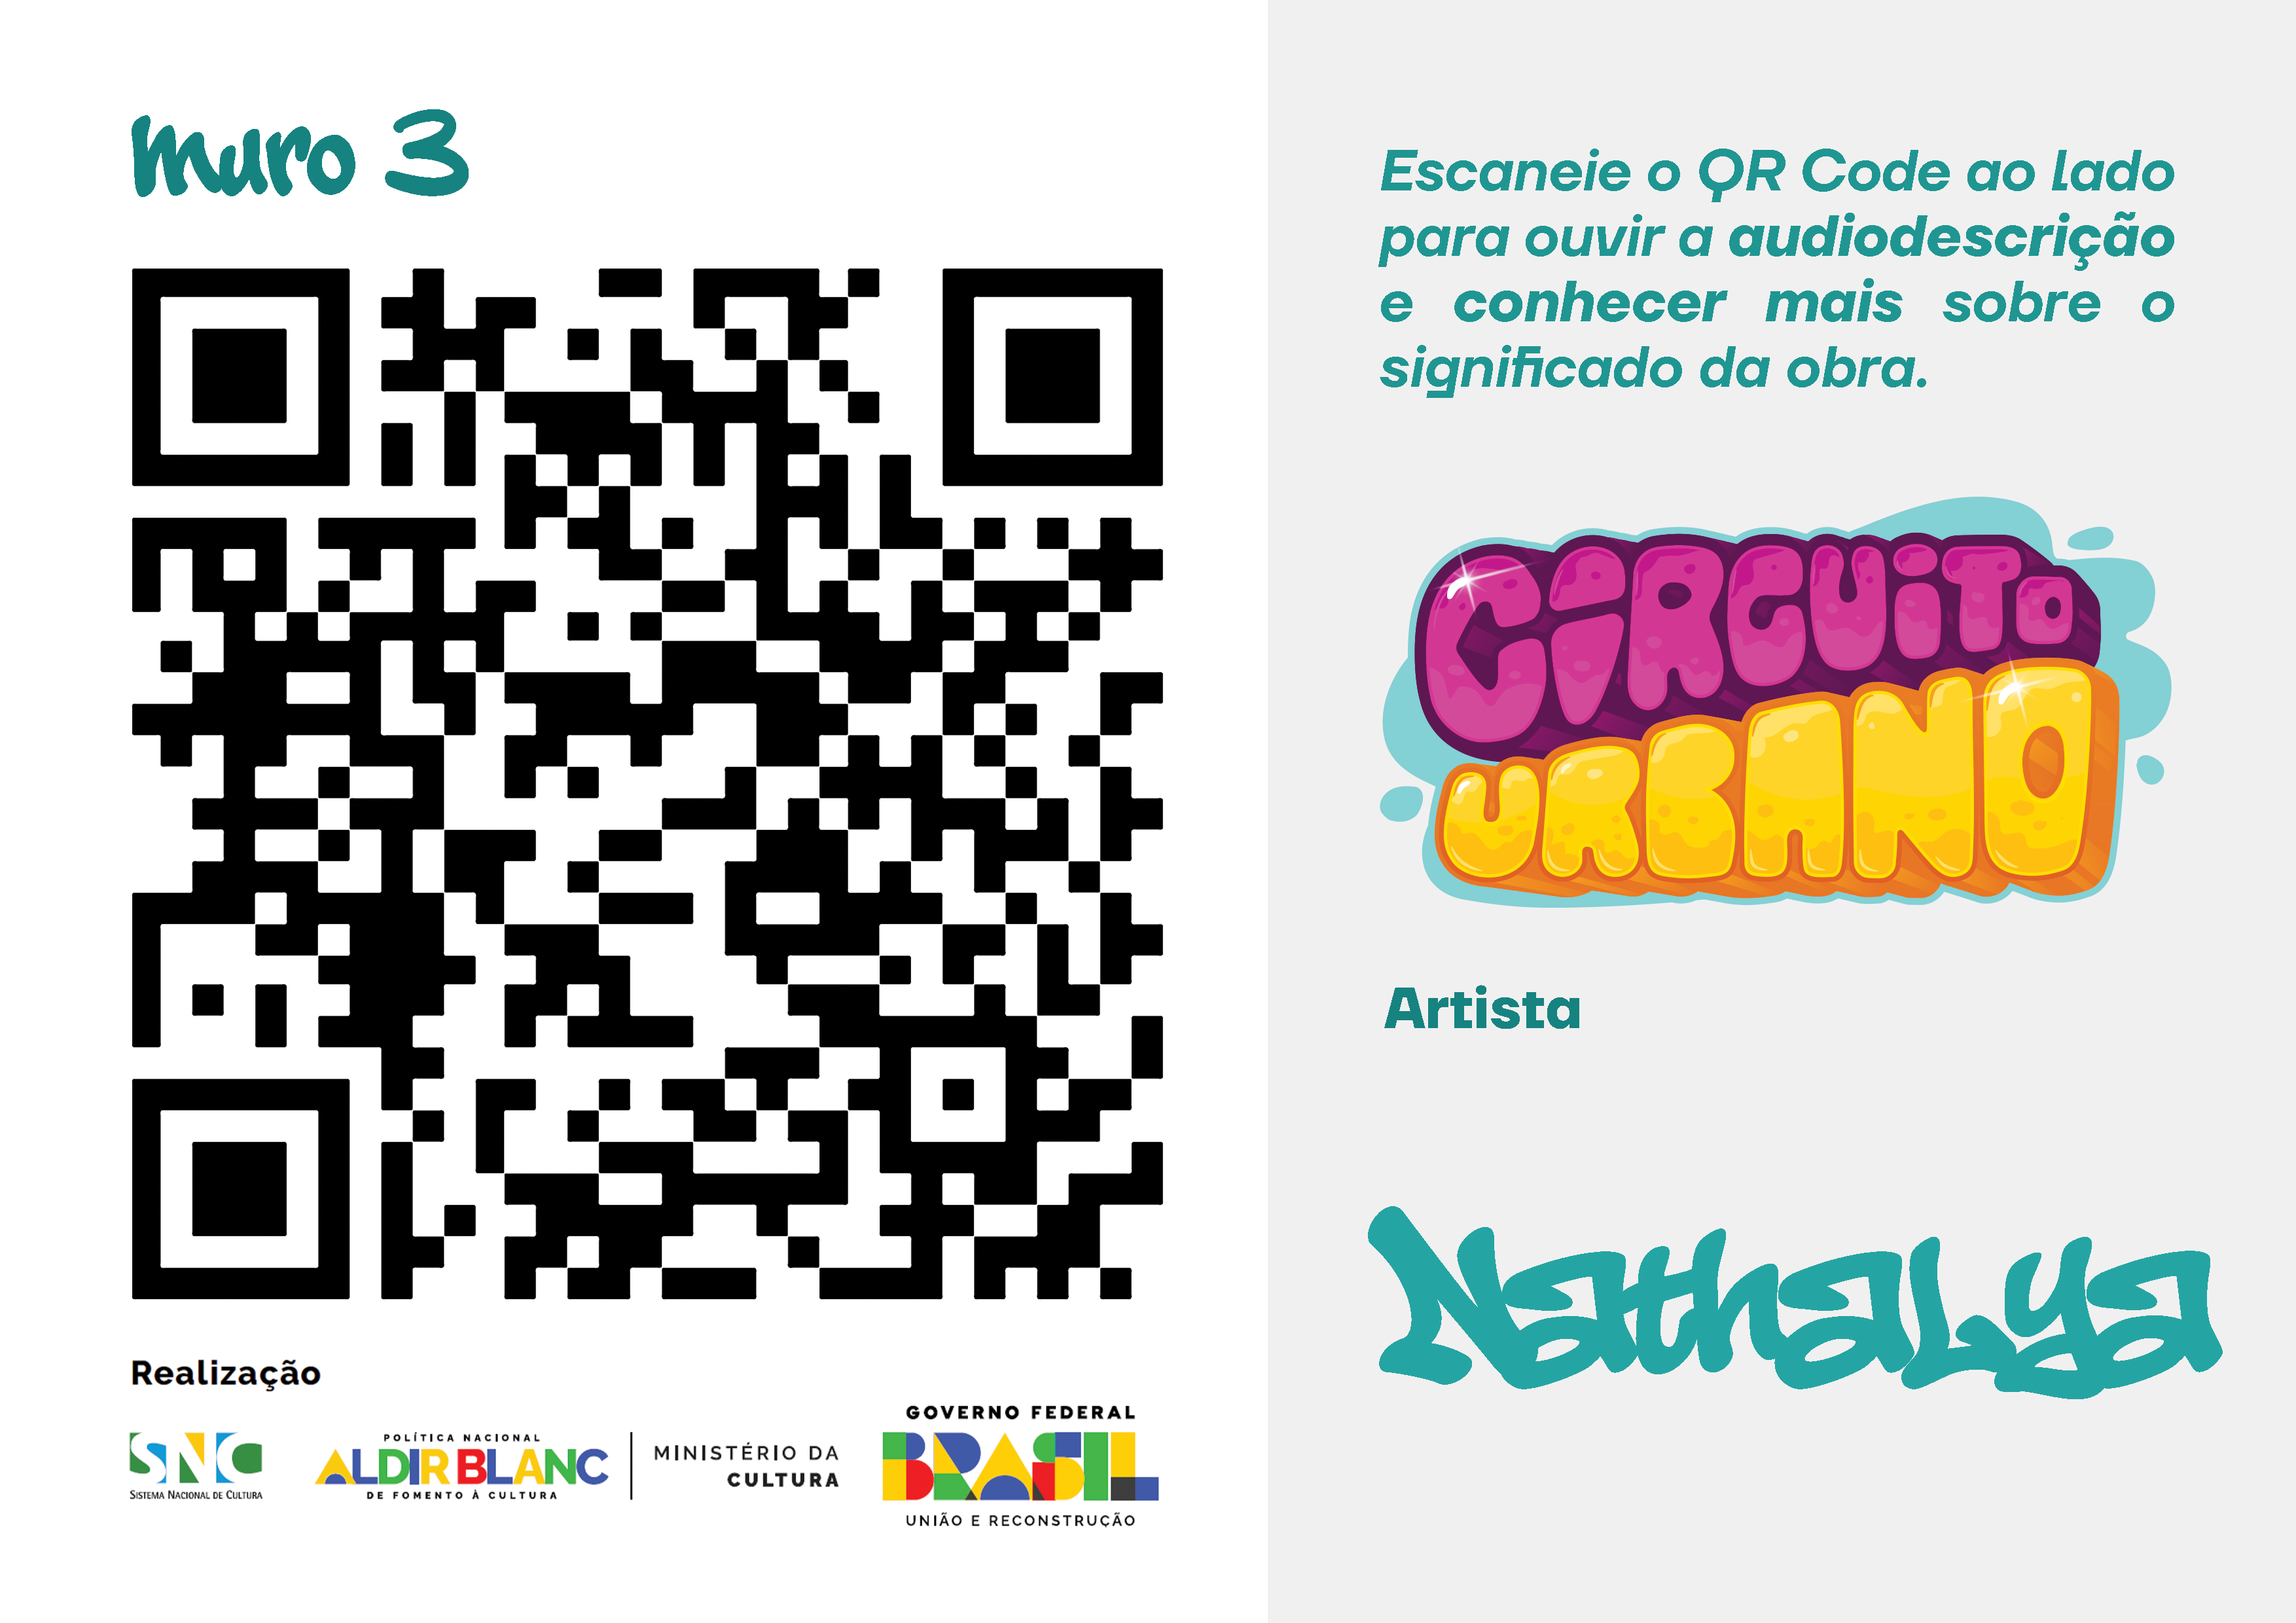 Muro 3
Realização
SNC
SISTEMA NACIONAL DE CULTURA
POLÍTICA NACIONAL
ALDIR BLANC
DE FOMENTO À CULTURA
MINISTÉRIO DA
CULTURA
GOVERNO FEDERAL
BRASIL
UNIÃO E RECONSTRUÇÃO
Escaneie o QR Code ao lado
para ouvir a audiodescrição
e conhecer mais sobre o
significado da obra.
CiRCUiTo
URBANO
Artista
NathaLya